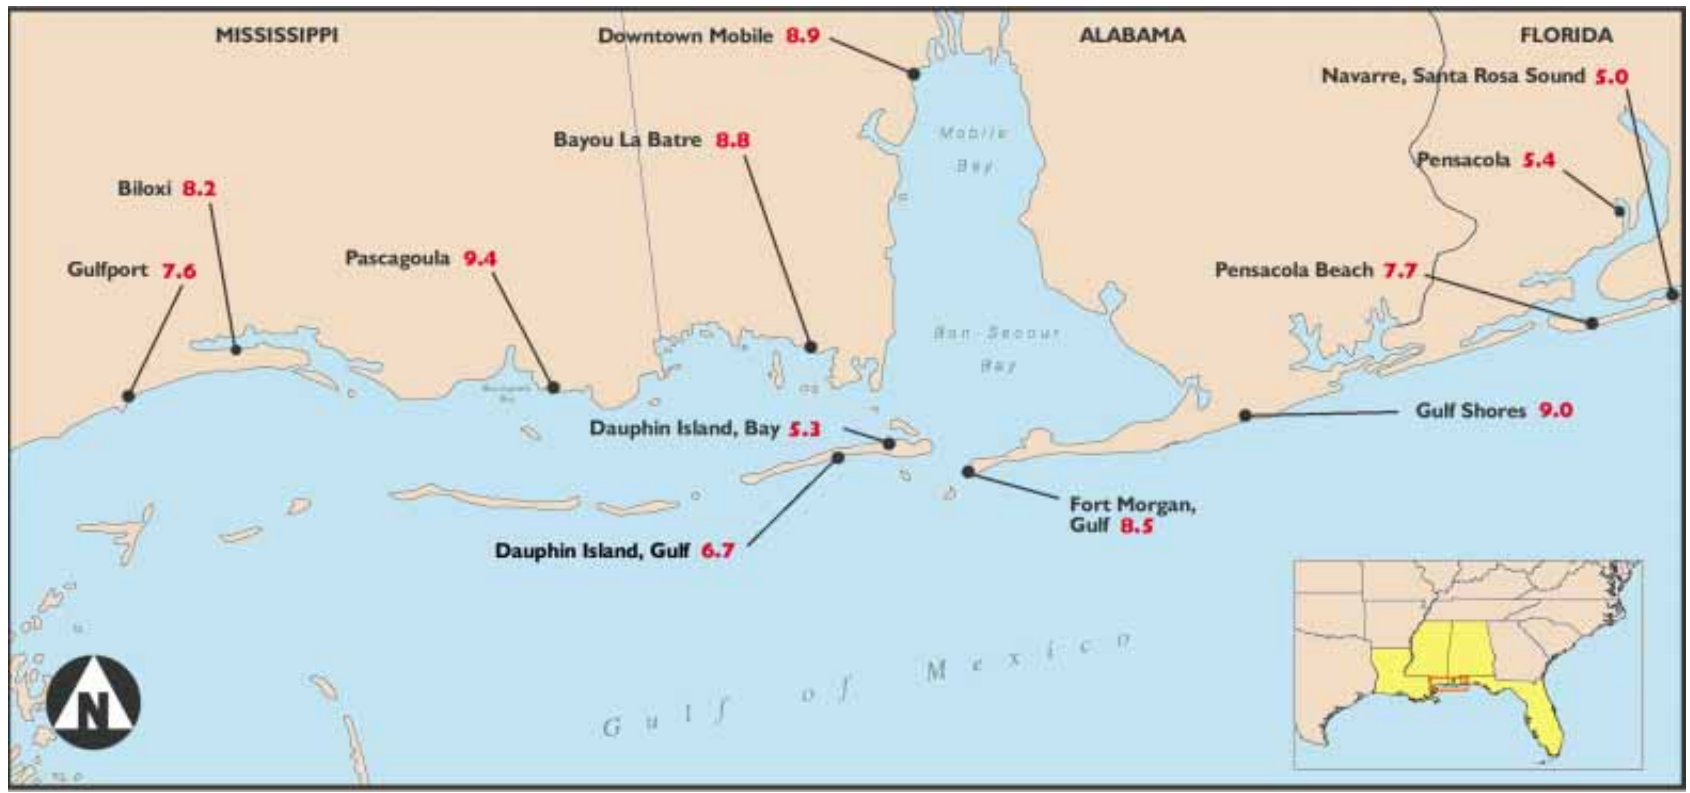 MISSISSIPPI
ALABAMA
FLORIDA
Downtown Mobile 8.9
Navarre, Santa Rosa Sound 5.0
Bayou La Batre 8.8
Mobile
Bay
Pensacola 5.4
Biloxi 8.2
Pascagoula 9.4
Gulfport 7.6
Pensacola Beach 7.7
Bon-Secour
Bay
Gulf Shores 9.0
Dauphin Island, Bay 5.3
Fort Morgan,
Gulf 8.5
Dauphin Island, Gulf 6.7
Gulf of Mexico
N